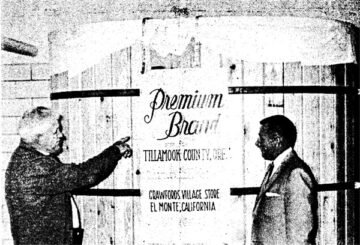 Premium
Brand
TILLAMOOK COUNTY, ORE.
CRAWFORDS VILLAGE STORE
EL MONTE, CALIFORNIA